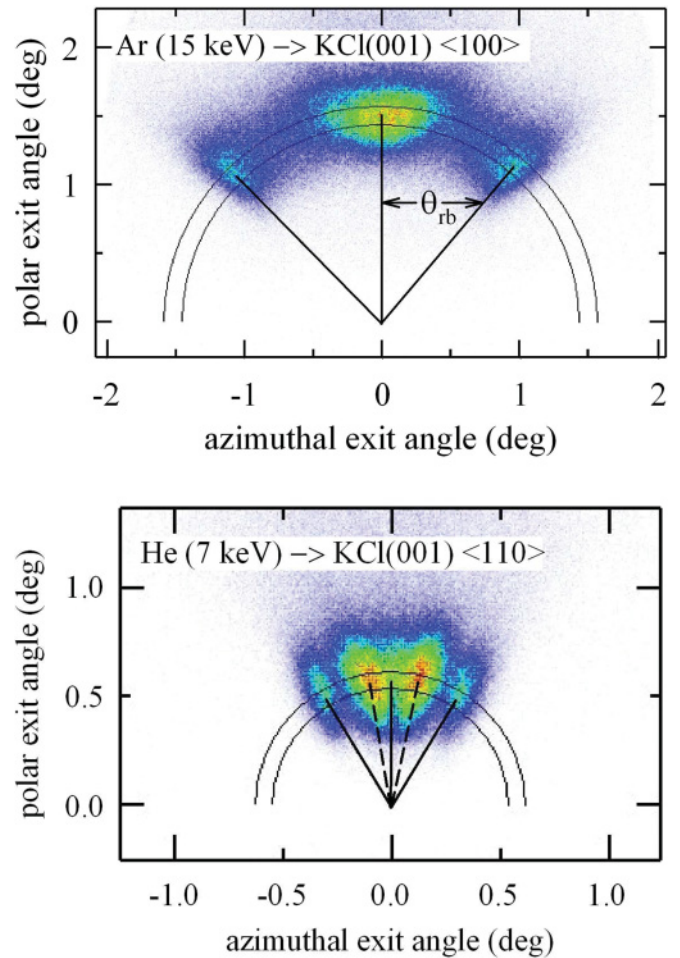 Ar (15 keV) –> KCl(001) <100>
2
1
0
polar exit angle (deg)
θrb
-2 -1 0 1 2
azimuthal exit angle (deg)
He (7 keV) –> KCl(001) <110>
1.0
0.5
0.0
polar exit angle (deg)
-1.0 -0.5 0.0 0.5 1.0
azimuthal exit angle (deg)